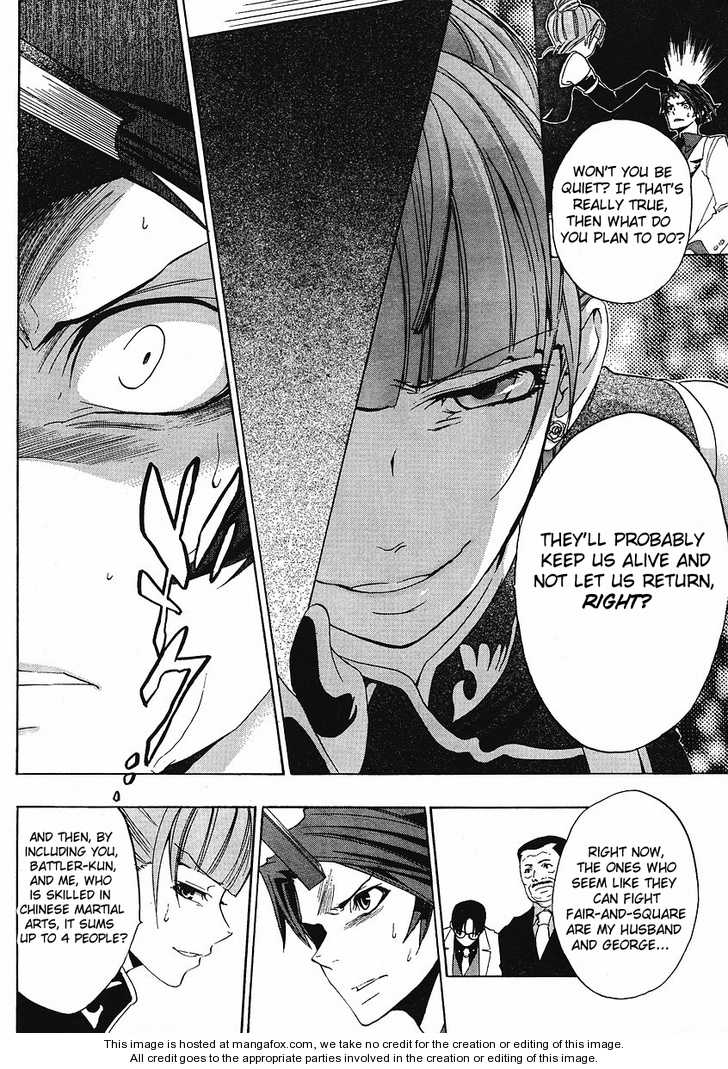 WON'T YOU BE
QUIET? IF THAT'S
REALLY TRUE,
THEN WHAT DO
YOU PLAN TO DO?
THEY'LL PROBABLY
KEEP US ALIVE AND
NOT LET US RETURN,
RIGHT?
RIGHT NOW,
THE ONES WHO
SEEM LIKE THEY
CAN FIGHT
FAIR-AND-SQUARE
ARE MY HUSBAND
AND GEORGE...
AND THEN, BY
INCLUDING YOU,
BATTLER-KUN,
AND ME, WHO
IS SKILLED IN
CHINESE MARTIAL
ARTS, IT SUMS
UP TO 4 PEOPLE?
This image is hosted at mangafox.com, we take no credit for the creation or editing of this image.
All credit goes to the appropriate parties involved in the creation or editing of this image.